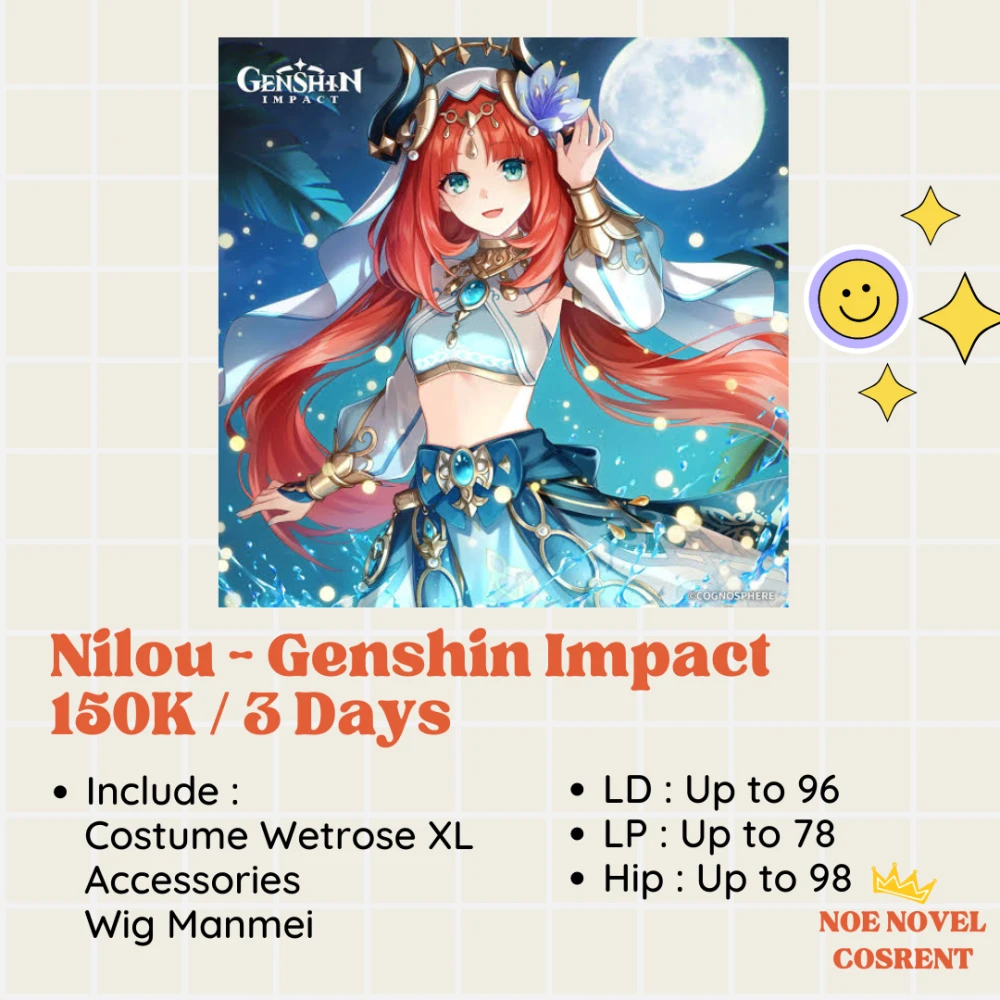 GENSHIN
IMPACT
©COGNOSPHERE
Nilou - Genshin Impact
150K / 3 Days
• Include :
Costume Wetrose XL
Accessories
Wig Manmei
• LD : Up to 96
• LP : Up to 78
• Hip : Up to 98
NOE NOVEL
COSRENT